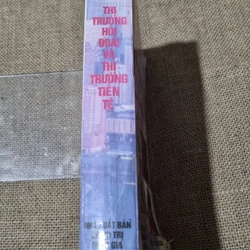 THỊ
TRƯỜNG
HỐI
ĐOÁI
VÀ
THỊ
TRƯỜNG
TIỀN
TỆ
NHÀ XUẤT BẢN
CHÍNH TRỊ
QUỐC GIA